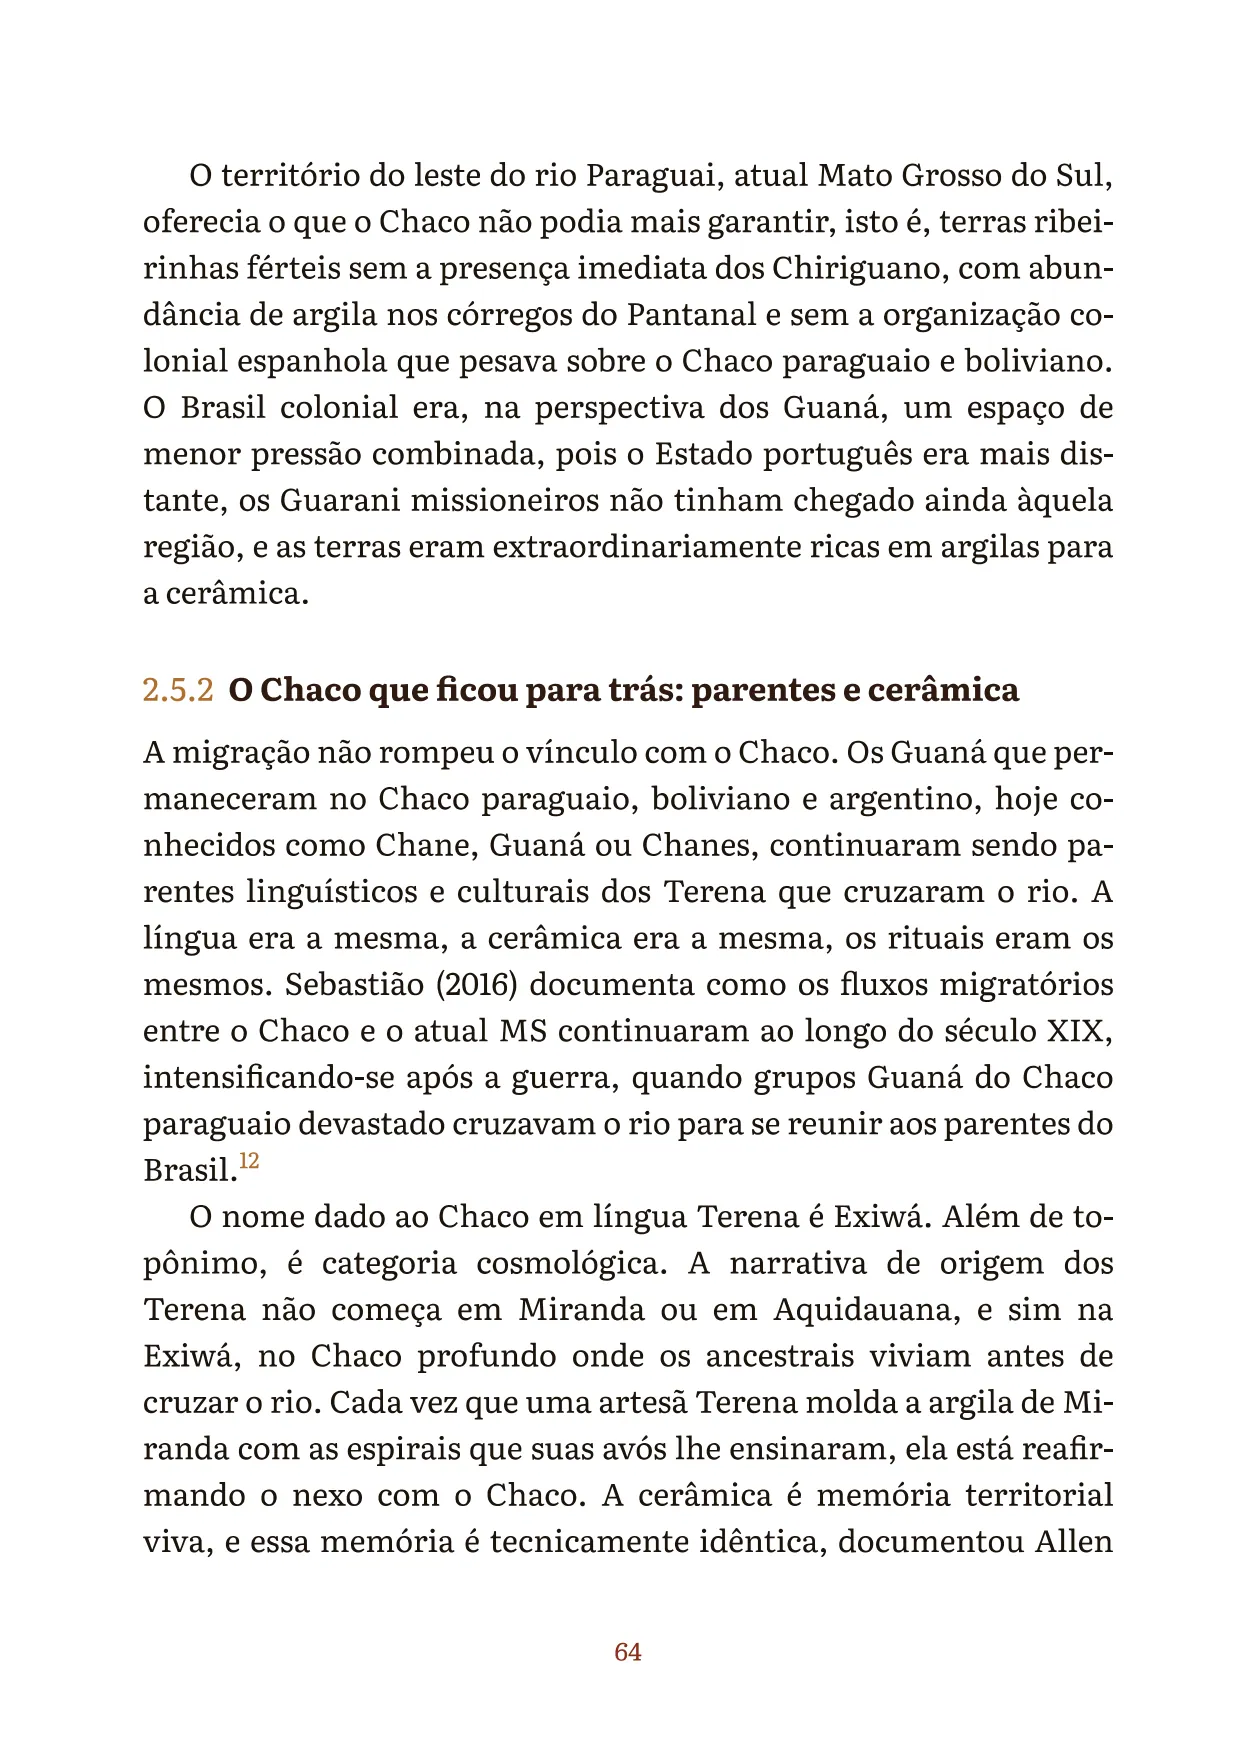 O território do leste do rio Paraguai, atual Mato Grosso do Sul,
oferecia o que o Chaco não podia mais garantir, isto é, terras ribei-
rinhas férteis sem a presença imediata dos Chiriguano, com abun-
dância de argila nos córregos do Pantanal e sem a organização co-
lonial espanhola que pesava sobre o Chaco paraguaio e boliviano.
O Brasil colonial era, na perspectiva dos Guaná, um espaço de
menor pressão combinada, pois o Estado português era mais dis-
tante, os Guarani missioneiros não tinham chegado ainda àquela
região, e as terras eram extraordinariamente ricas em argilas para
a cerâmica.
2.5.2 O Chaco que ficou para trás: parentes e cerâmica
A migração não rompeu o vínculo com o Chaco. Os Guaná que per-
maneceram no Chaco paraguaio, boliviano e argentino, hoje co-
nhecidos como Chane, Guaná ou Chanes, continuaram sendo pa-
rentes linguísticos e culturais dos Terena que cruzaram o rio. A
língua era a mesma, a cerâmica era a mesma, os rituais eram os
mesmos. Sebastião (2016) documenta como os fluxos migratórios
entre o Chaco e o atual MS continuaram ao longo do século XIX,
intensificando-se após a guerra, quando grupos Guaná do Chaco
paraguaio devastado cruzavam o rio para se reunir aos parentes do
Brasil.12
O nome dado ao Chaco em língua Terena é Exiwá. Além de to-
pônimo, é categoria cosmológica. A narrativa de origem dos
Terena não começa em Miranda ou em Aquidauana, e sim na
Exiwá, no Chaco profundo onde os ancestrais viviam antes de
cruzar o rio. Cada vez que uma artesã Terena molda a argila de Mi-
randa com as espirais que suas avós lhe ensinaram, ela está reafir-
mando o nexo com o Chaco. A cerâmica é memória territorial
viva, e essa memória é tecnicamente idêntica, documentou Allen
64